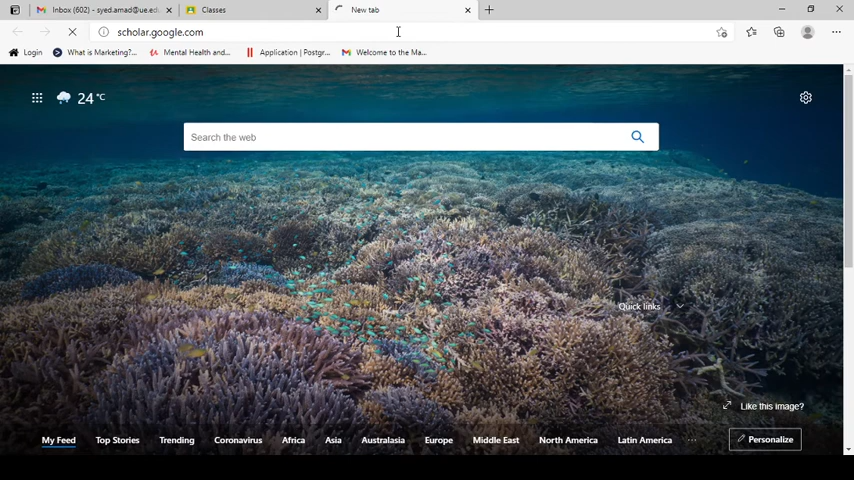 Inbox (602) - syed.amad@ue.ed
Classes
New tab
scholar.google.com
Login
What is Marketing?...
Mental Health and...
Application | Postgr...
Welcome to the Ma...
24 °C
Search the web
Quick links
Like this image?
My Feed Top Stories Trending Coronavirus Africa Asia Australasia Europe Middle East North America Latin America ... Personalize